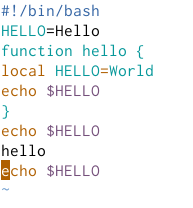 #!/bin/bash
HELLO=Hello
function hello {
local HELLO=World
echo $HELLO
}
echo $HELLO
hello
echo $HELLO
~